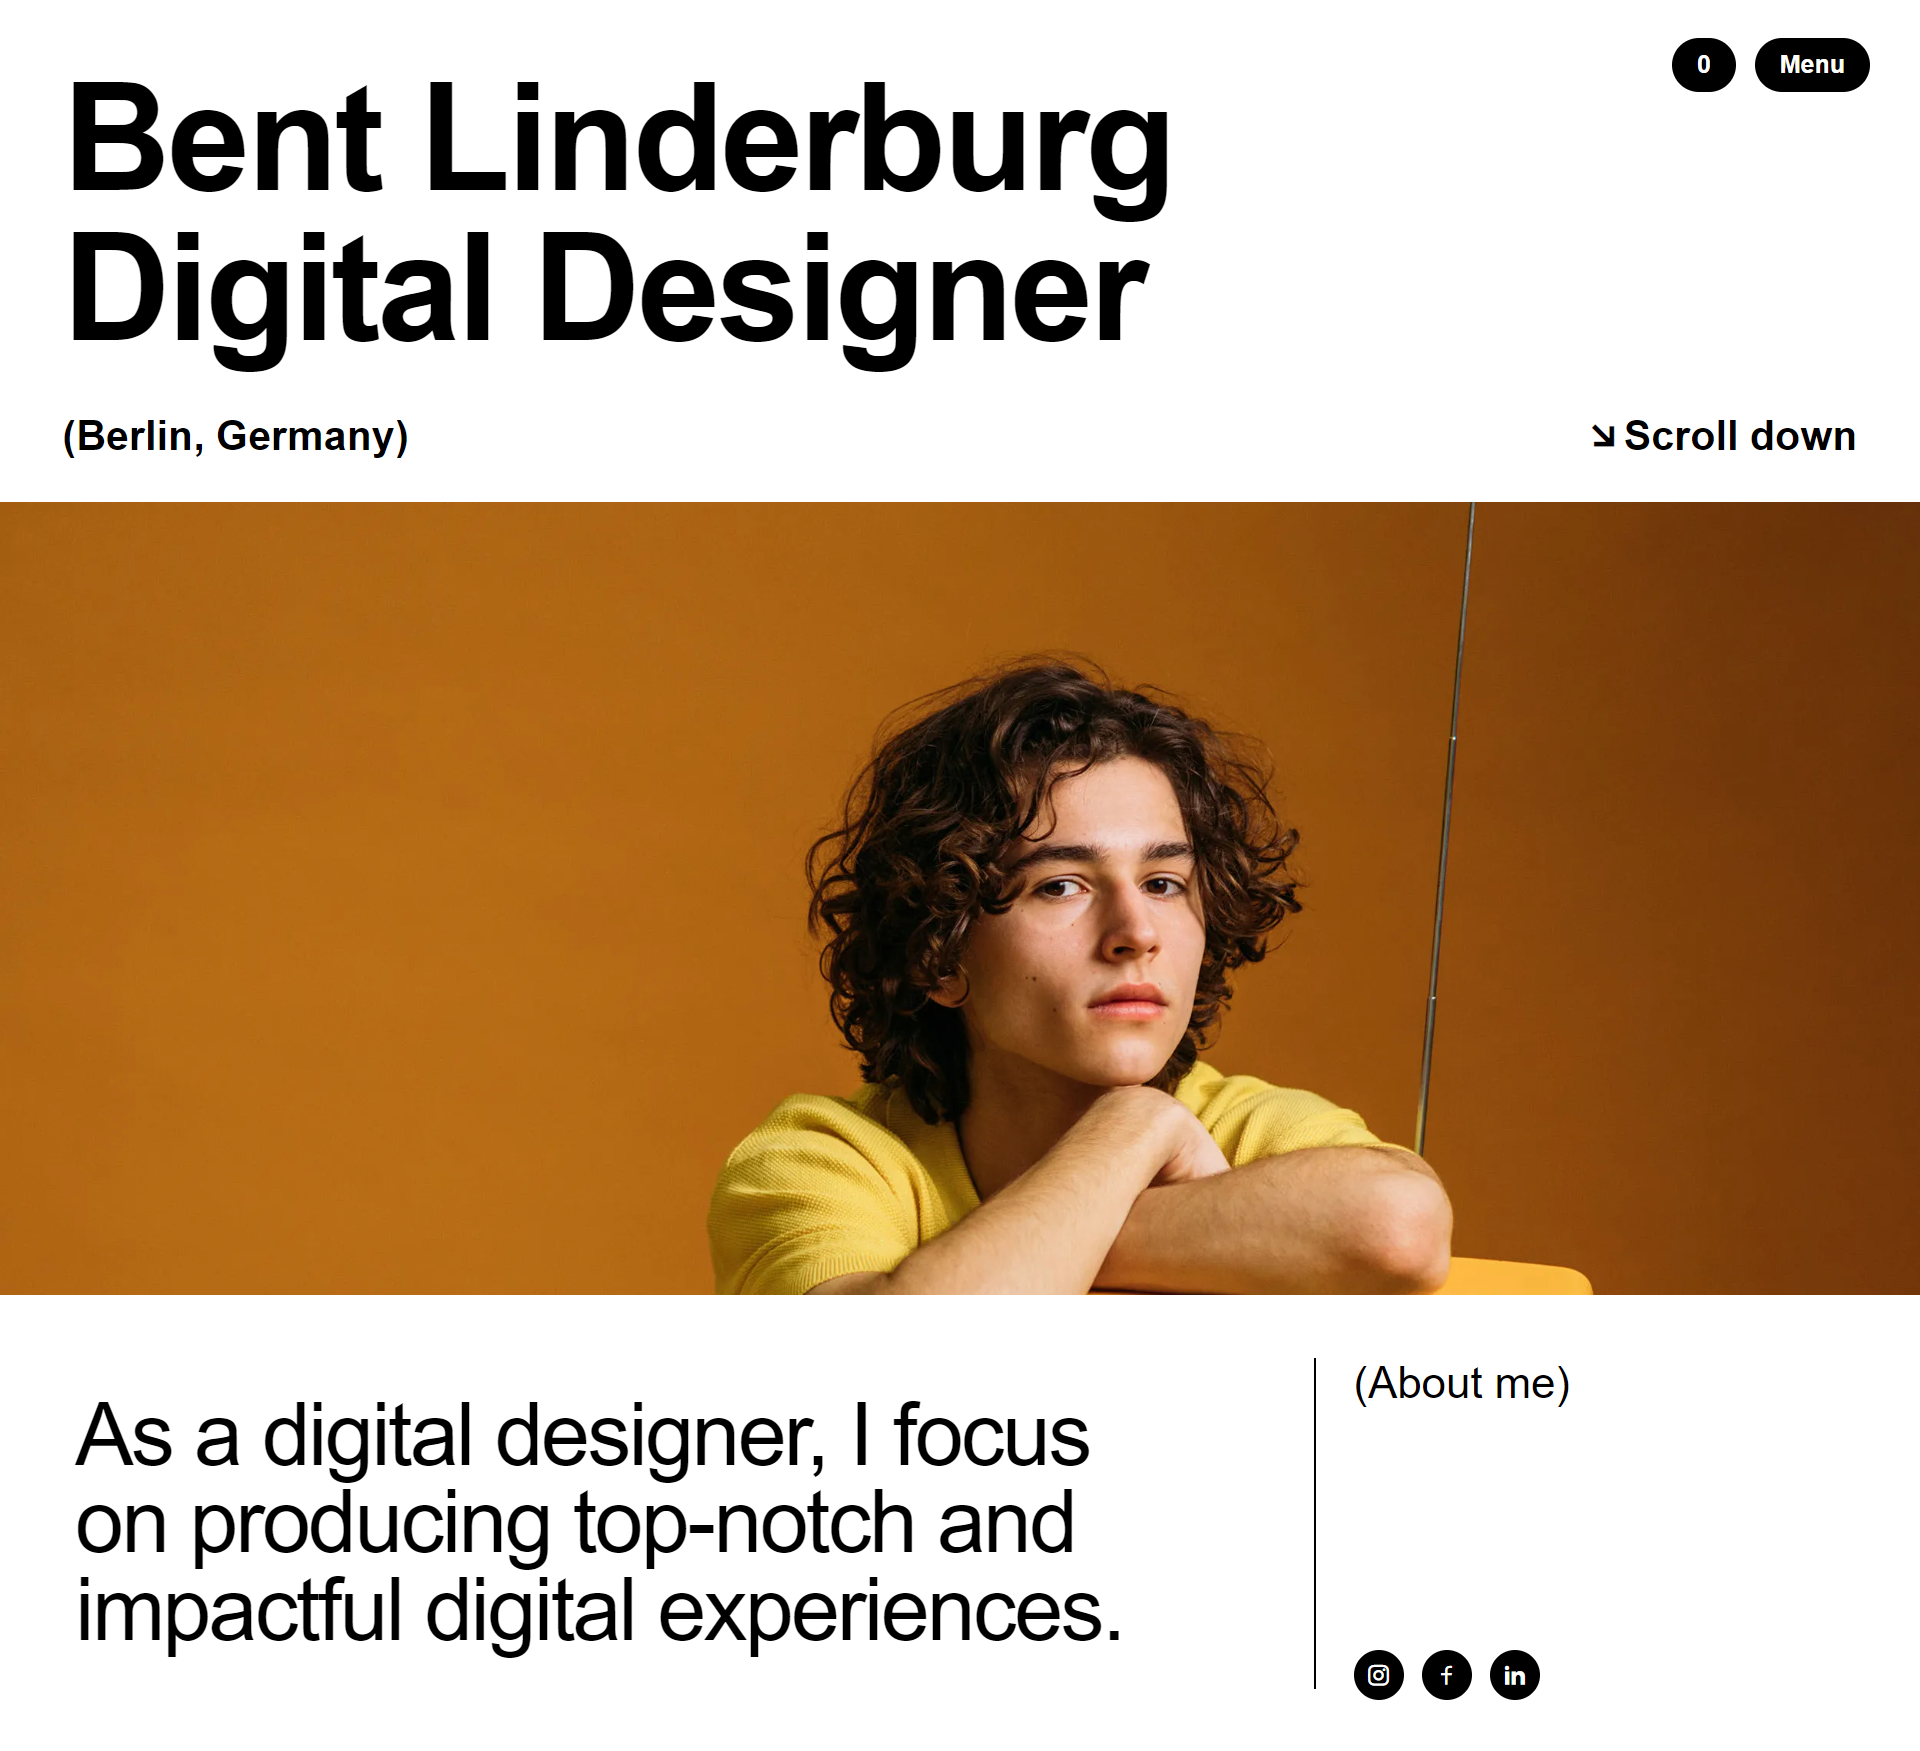 0
Menu
Bent Linderburg
Digital Designer
(Berlin, Germany)
Scroll down
As a digital designer, I focus
on producing top-notch and
impactful digital experiences.
(About me)
f
in